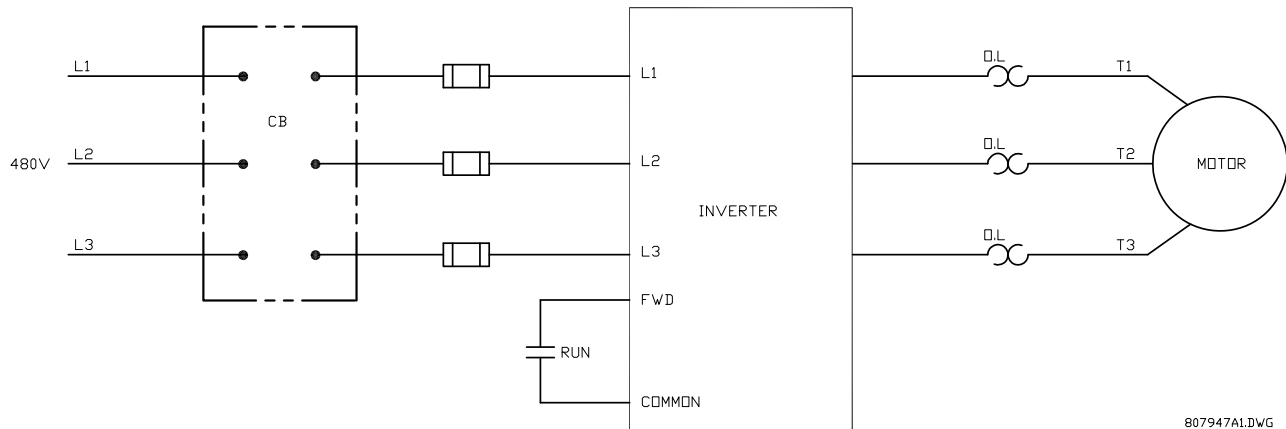 L1
CB
480V
L2
L3
L1
L2
INVERTER
L3
FWD
RUN
COMMON
O.L
T1
O.L
T2
MOTOR
O.L
T3
807947A1.DWG